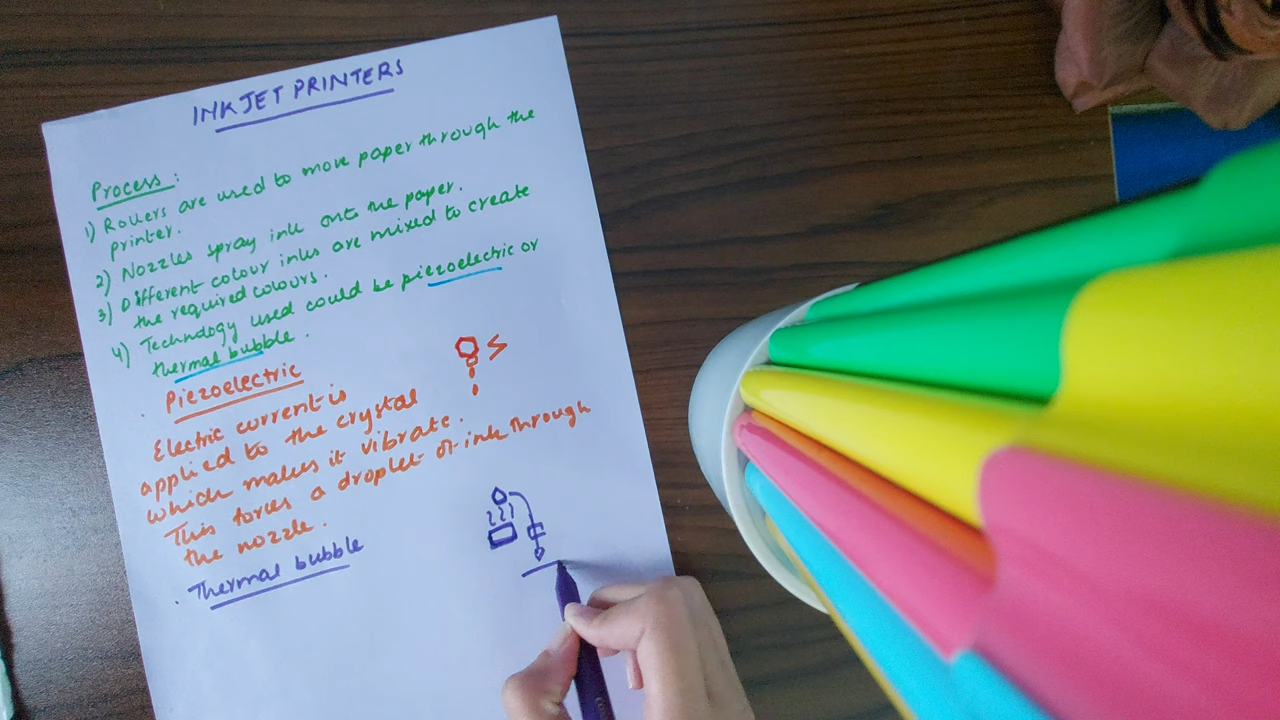 INKJET PRINTERS
Process:
1) Rollers are used to move paper through the
printer.
2) Nozzles spray ink onto the paper.
3) Different colour inks are mixed to create
the required colours.
4) Technology used could be piezoelectric or
thermal bubble.
. Piezoelectric
Electric current is
applied to the crystal
which makes it vibrate.
This forces a droplet of ink through
the nozzle.
. Thermal bubble